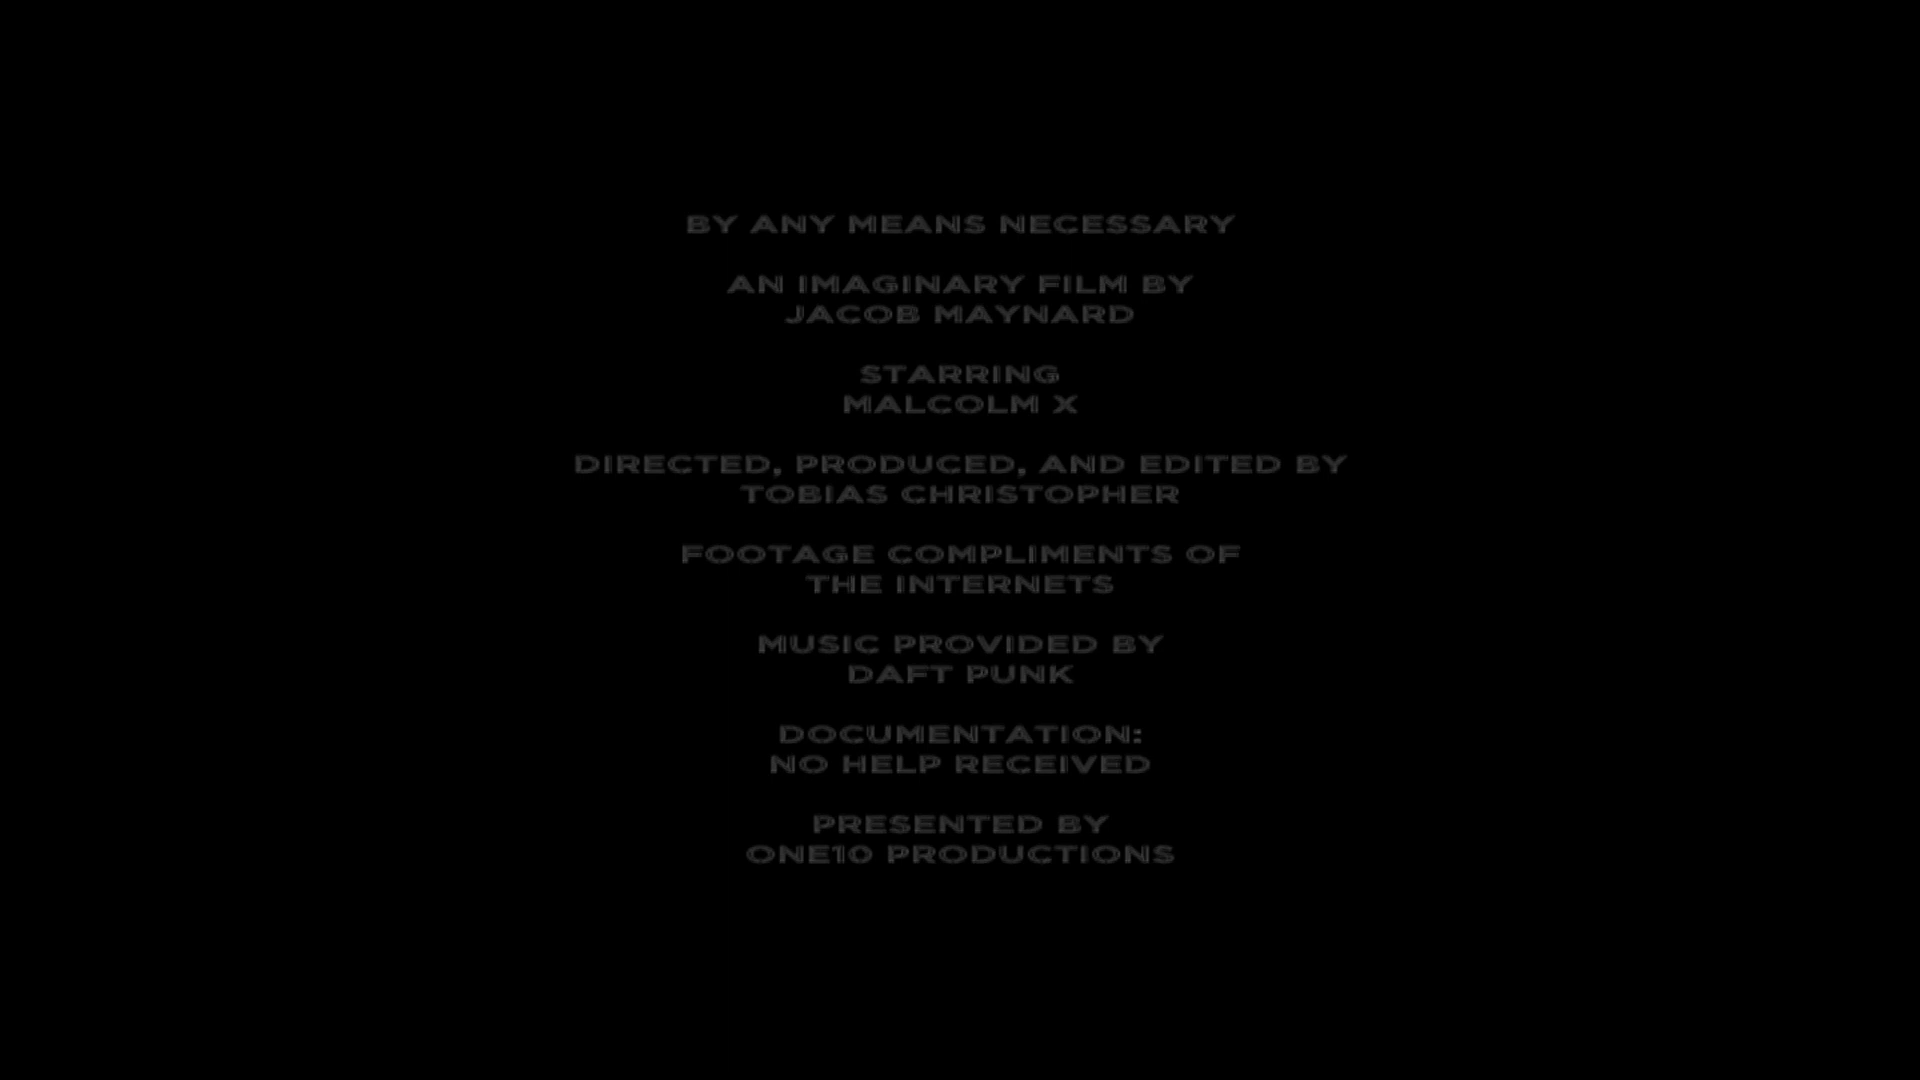 BY ANY MEANS NECESSARY
AN IMAGINARY FILM BY
JACOB MAYNARD
STARRING
MALCOLM X
DIRECTED, PRODUCED, AND EDITED BY
TOBIAS CHRISTOPHER
FOOTAGE COMPLIMENTS OF
THE INTERNETS
MUSIC PROVIDED BY
DAFT PUNK
DOCUMENTATION:
NO HELP RECEIVED
PRESENTED BY
ONE10 PRODUCTIONS